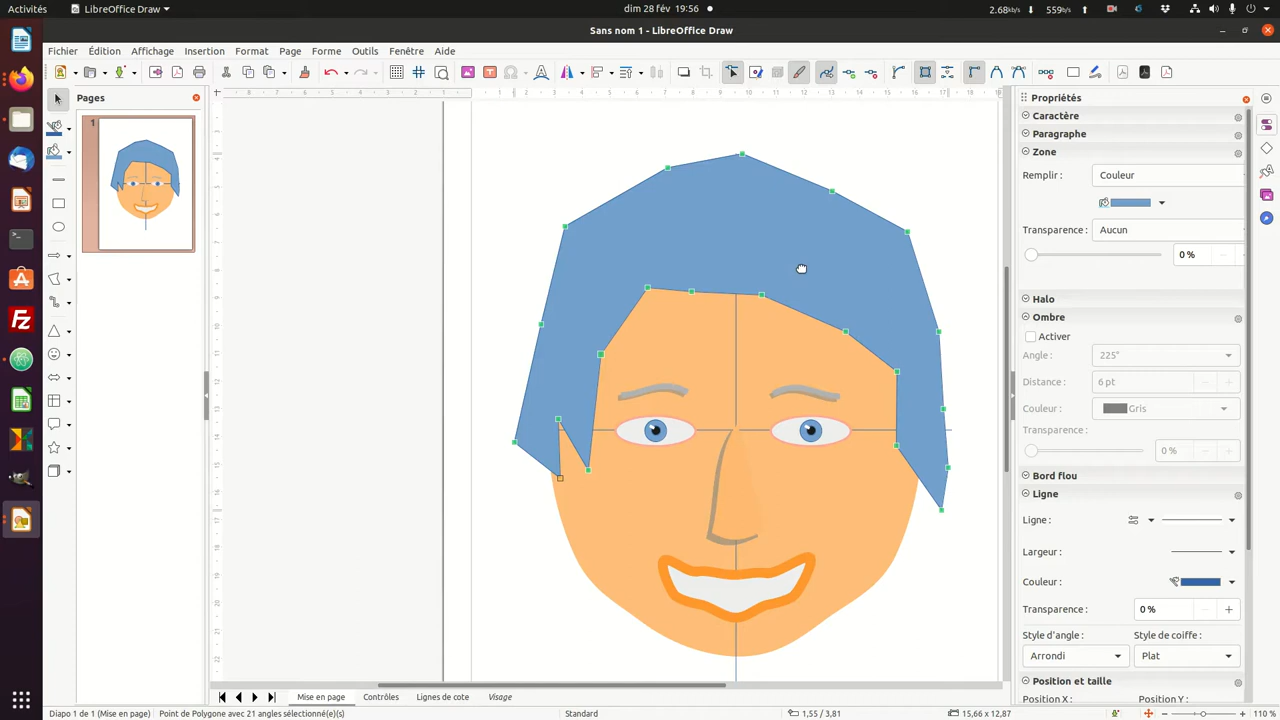 Activités
LibreOffice Draw
dim 28 fév 19:56
2.68kb/s
559b/s
Sans nom 1 - LibreOffice Draw
Fichier Édition Affichage Insertion Format Page Forme Outils Fenêtre Aide
Pages
1
Propriétés
Caractère
Paragraphe
Zone
Remplir: Couleur
Transparence: Aucun
0 %
Halo
Ombre
Activer
Angle: 225°
Distance: 6 pt
Couleur: Gris
Transparence: 0 %
Bord flou
Ligne
Ligne :
Largeur:
Couleur:
Transparence: 0 %
Style d'angle: Style de coiffe:
Arrondi Plat
Position et taille
Position X : Position Y :
Mise en page Contrôles Lignes de cote Visage
Diapo 1 de 1 (Mise en page) Point de Polygone avec 21 angles sélectionné(e)s) Standard 1,55 / 3,81 15,66 x 12,87 110 %